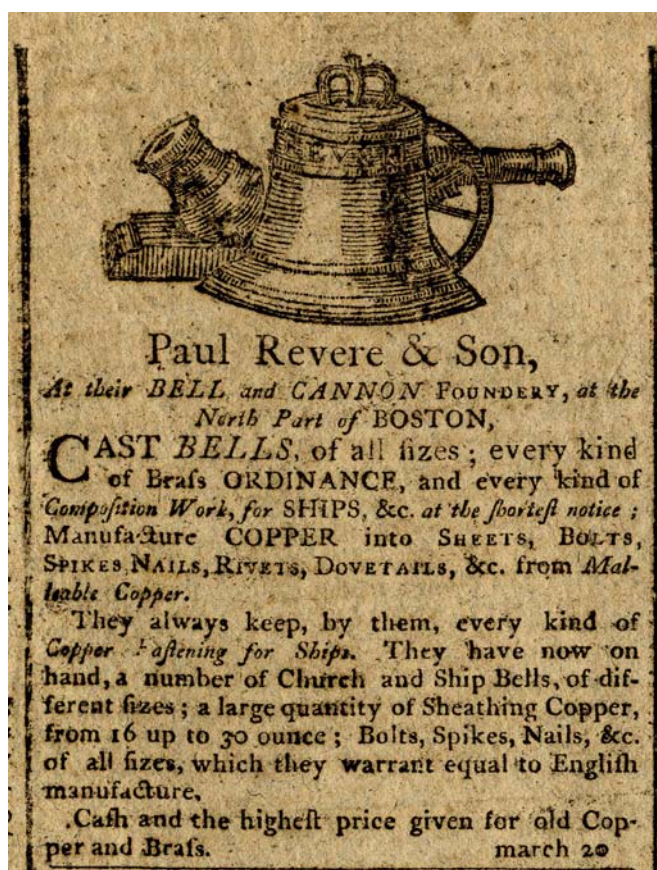 REVERE
Paul Revere & Son,
At their BELL and CANNON FOUNDERY, at the
North Part of BOSTON,
CAST BELLS, of all ſizes; every kind
of Braſs ORDINANCE, and every kind of
Compoſition Work, for SHIPS, &c. at the ſhorteſt notice;
Manufacture COPPER into SHEETS, BOLTS,
SPIKES, NAILS, RIVETS, DOVETAILS, &c. from Mal-
leable Copper.
They always keep, by them, every kind of
Copper Faſtening for Ships. They have now on
hand, a number of Church and Ship Bells, of dif-
ferent ſizes; a large quantity of Sheathing Copper,
from 16 up to 30 ounce; Bolts, Spikes, Nails, &c.
of all ſizes, which they warrant equal to Engliſh
manufacture.
Caſh and the higheſt price given for old Cop-
per and Braſs. march 20